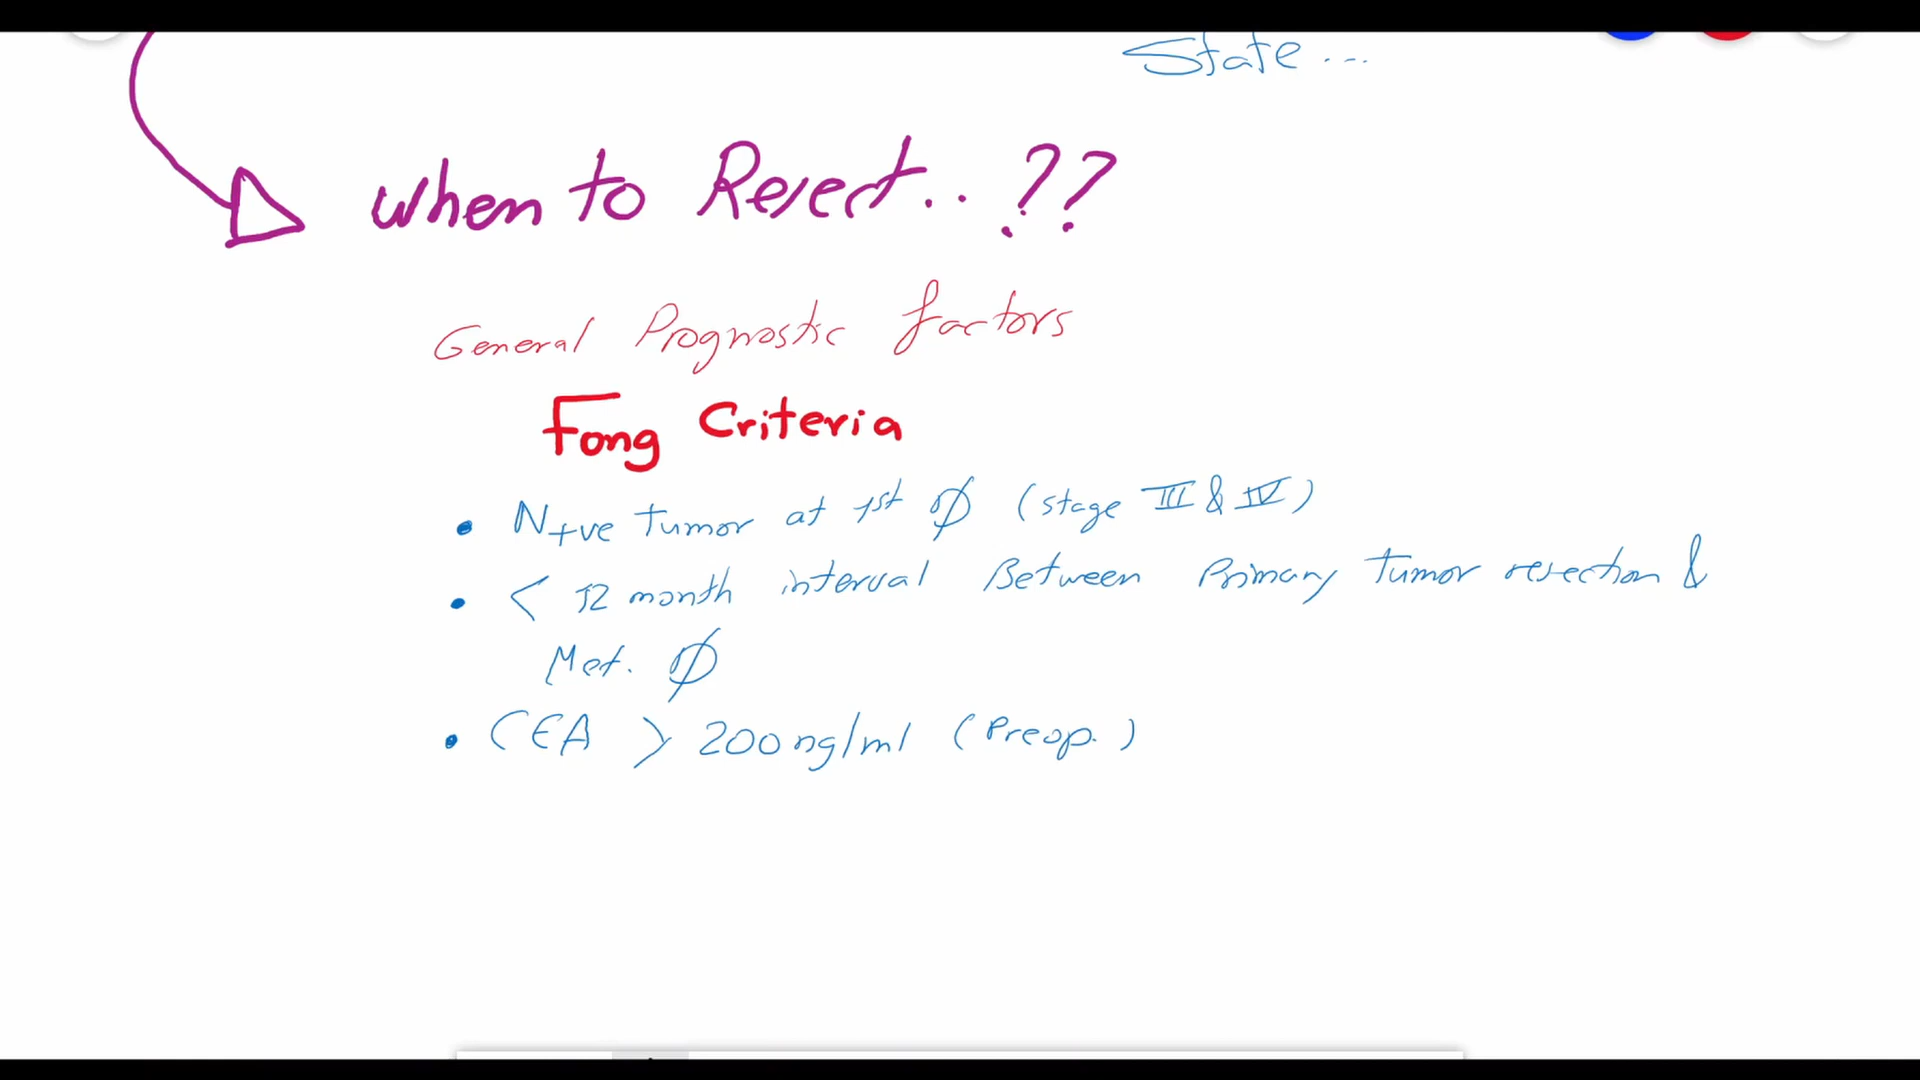 State...
When to Resect..??
General Prognostic factors
Fong Criteria
• N+ve tumor at 1st Ø (stage III & IV)
• < 12 month interval Between Primary tumor resection &
Met. Ø
• CEA > 200 ng/ml (Preop.)